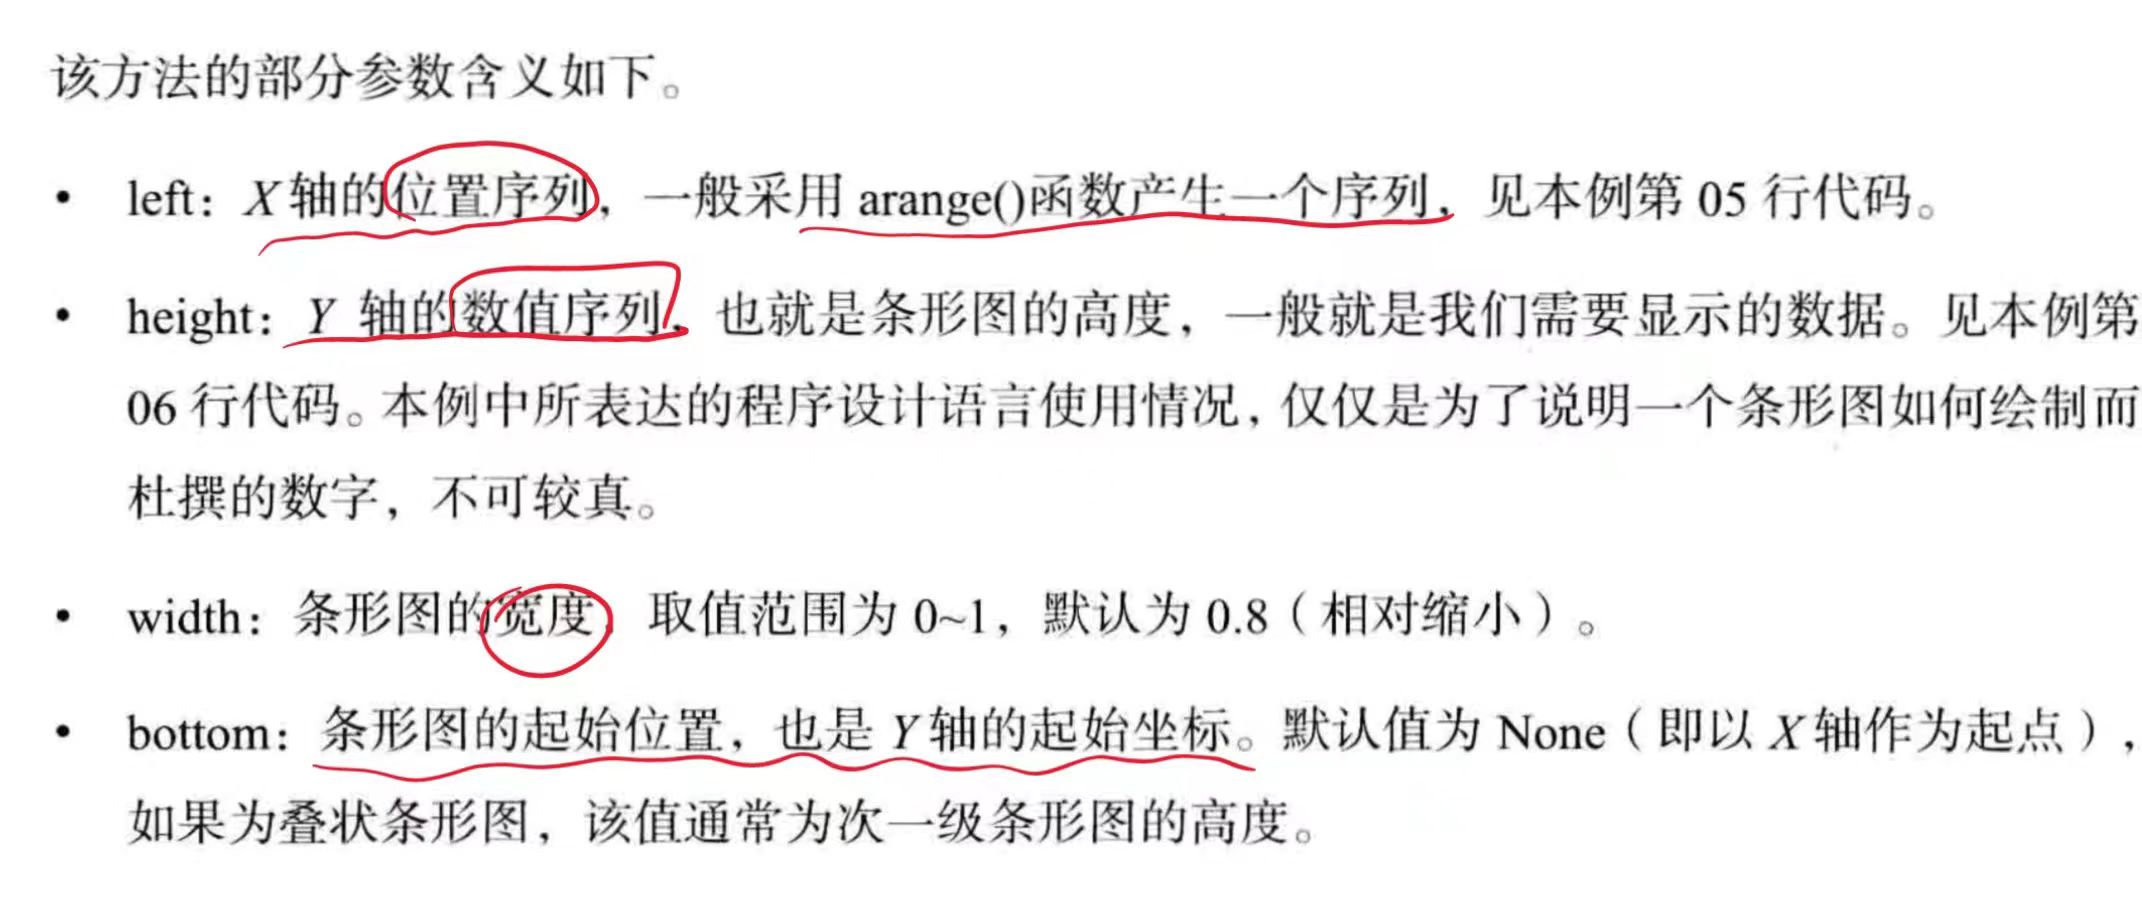 该方法的部分参数含义如下。
• left：X 轴的位置序列，一般采用 arange()函数产生一个序列，见本例第 05 行代码。
• height：Y 轴的数值序列，也就是条形图的高度，一般就是我们需要显示的数据。见本例第
06 行代码。本例中所表达的程序设计语言使用情况，仅仅是为了说明一个条形图如何绘制而
杜撰的数字，不可较真。
• width：条形图的宽度，取值范围为 0~1，默认为 0.8（相对缩小）。
• bottom：条形图的起始位置，也是 Y 轴的起始坐标。默认值为 None（即以 X 轴作为起点），
如果为叠状条形图，该值通常为次一级条形图的高度。